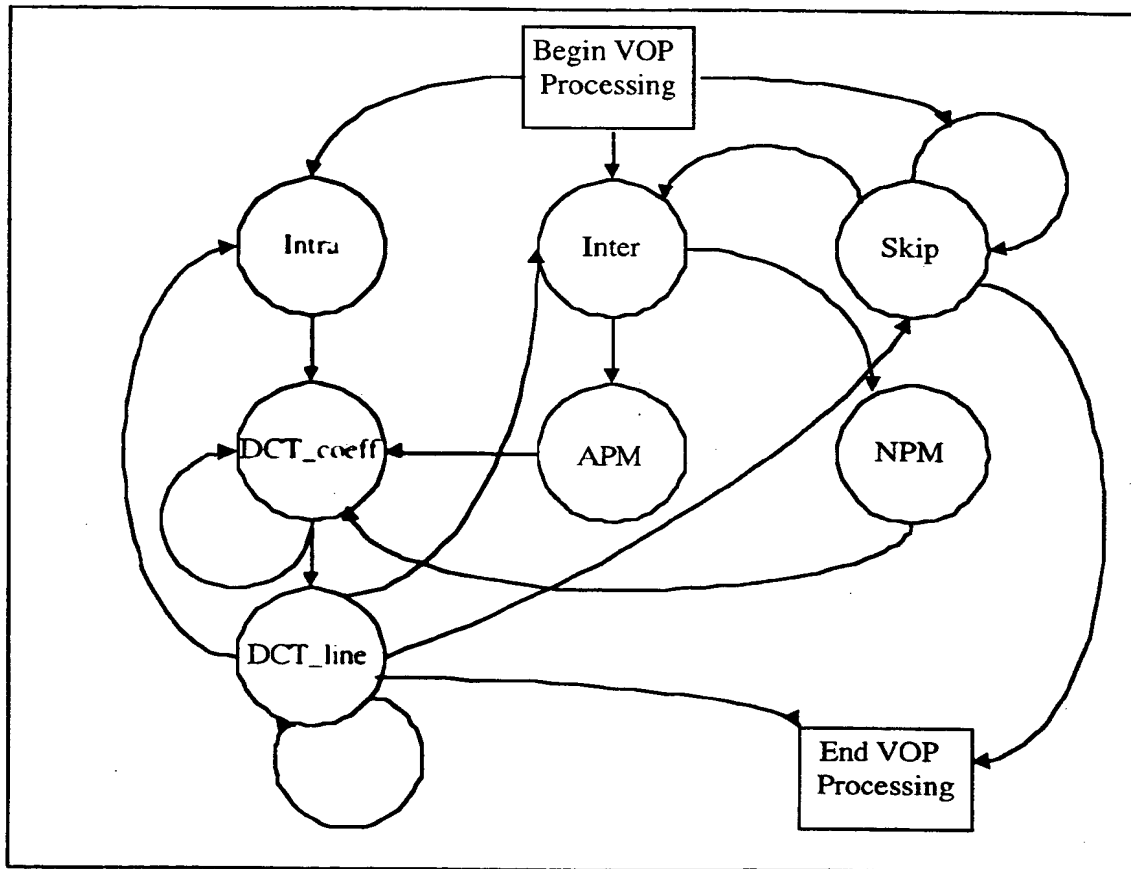 Begin VOP
Processing
Intra
Inter
Skip
DCT_coeff
APM
NPM
DCT_line
End VOP
Processing